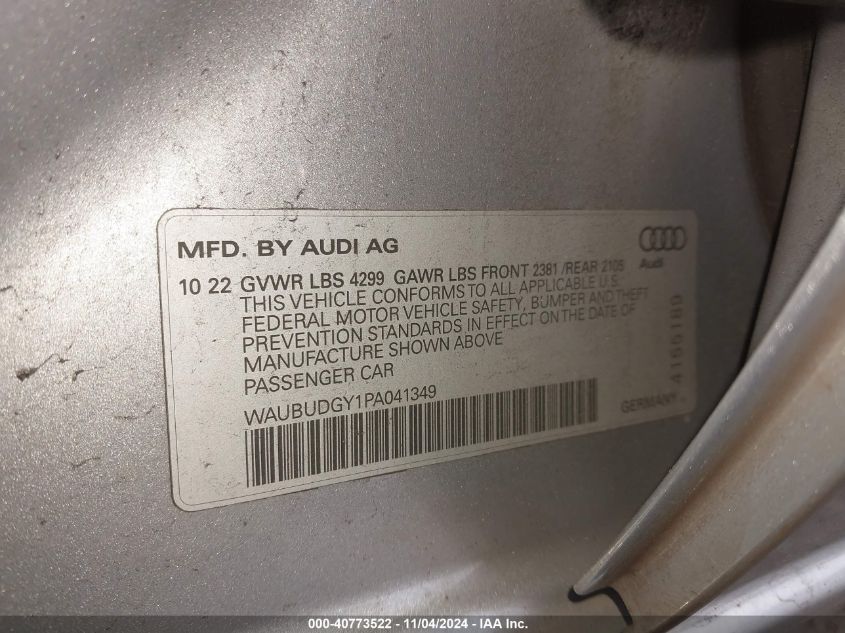 MFD. BY AUDI AG
Audi
10 22 GVWR LBS 4299 GAWR LBS FRONT 2381 /REAR 2105
THIS VEHICLE CONFORMS TO ALL APPLICABLE U.S.
FEDERAL MOTOR VEHICLE SAFETY, BUMPER AND THEFT
PREVENTION STANDARDS IN EFFECT ON THE DATE OF
MANUFACTURE SHOWN ABOVE
PASSENGER CAR
WAUBUDGY1PA041349
GERMANY
4155189
000-40773522 - 11/04/2024 - IAA Inc.